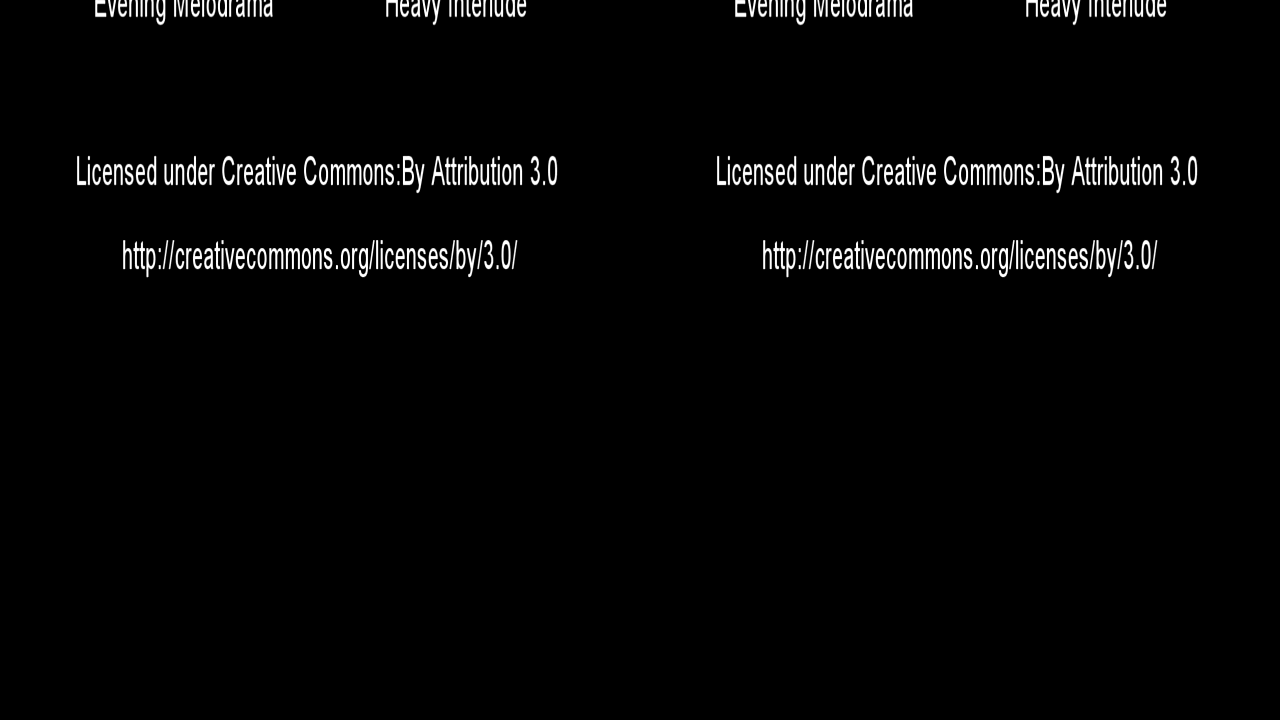 Evening Melodrama Heavy Interlude Evening Melodrama Heavy Interlude
Licensed under Creative Commons:By Attribution 3.0 Licensed under Creative Commons:By Attribution 3.0
http://creativecommons.org/licenses/by/3.0/ http://creativecommons.org/licenses/by/3.0/